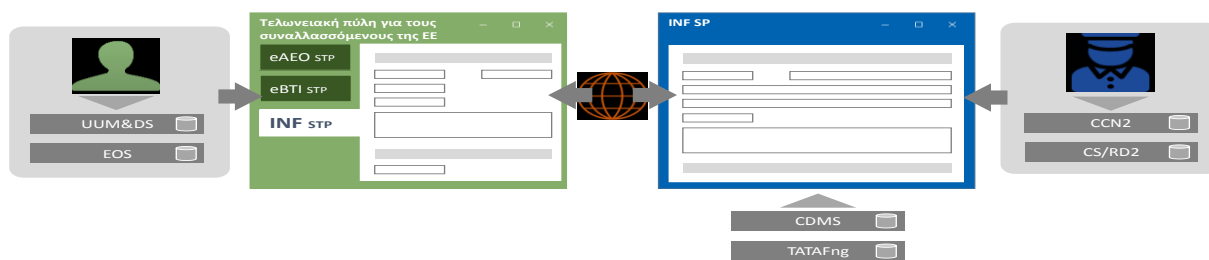 UUM&DS
EOS
Τελωνειακή πύλη για τους
συναλλασσόμενους της ΕΕ
eAEO STP
eBTI STP
INF STP
INF SP
CDMS
TATAFng
CCN2
CS/RD2